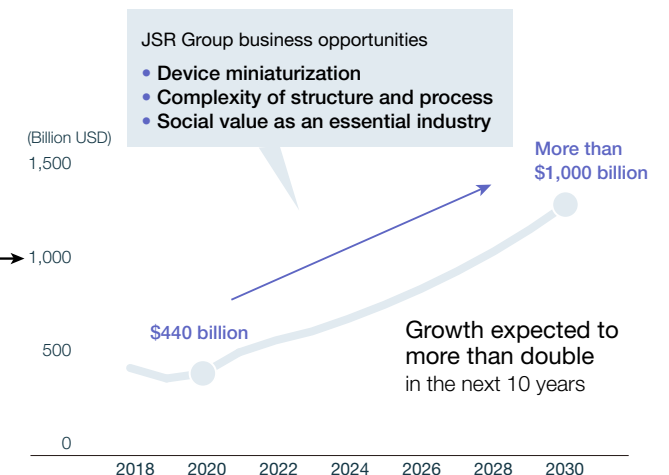 JSR Group business opportunities
• Device miniaturization
• Complexity of structure and process
• Social value as an essential industry
(Billion USD)
1,500
1,000
500
0
More than
$1,000 billion
$440 billion
Growth expected to
more than double
in the next 10 years
2018 2020 2022 2024 2026 2028 2030